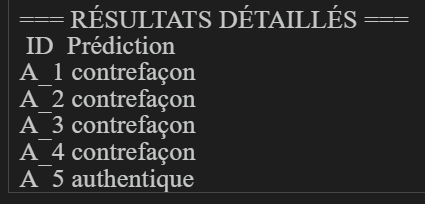 === RÉSULTATS DÉTAILLÉS ===
ID Prédiction
A_1 contrefaçon
A_2 contrefaçon
A_3 contrefaçon
A_4 contrefaçon
A_5 authentique